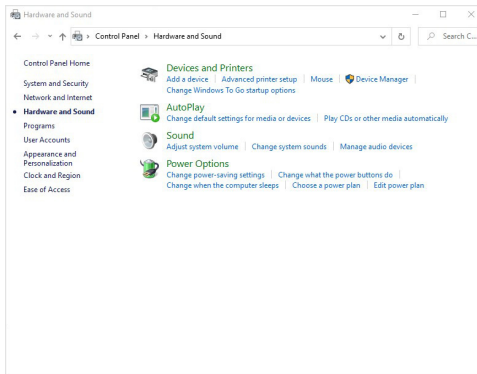 Hardware and Sound
Control Panel > Hardware and Sound
Search C...
Control Panel Home
System and Security
Network and Internet
Hardware and Sound
Programs
User Accounts
Appearance and
Personalization
Clock and Region
Ease of Access
Devices and Printers
Add a device | Advanced printer setup | Mouse | Device Manager |
Change Windows To Go startup options
AutoPlay
Change default settings for media or devices | Play CDs or other media automatically
Sound
Adjust system volume | Change system sounds | Manage audio devices
Power Options
Change power-saving settings | Change what the power buttons do |
Change when the computer sleeps | Choose a power plan | Edit power plan